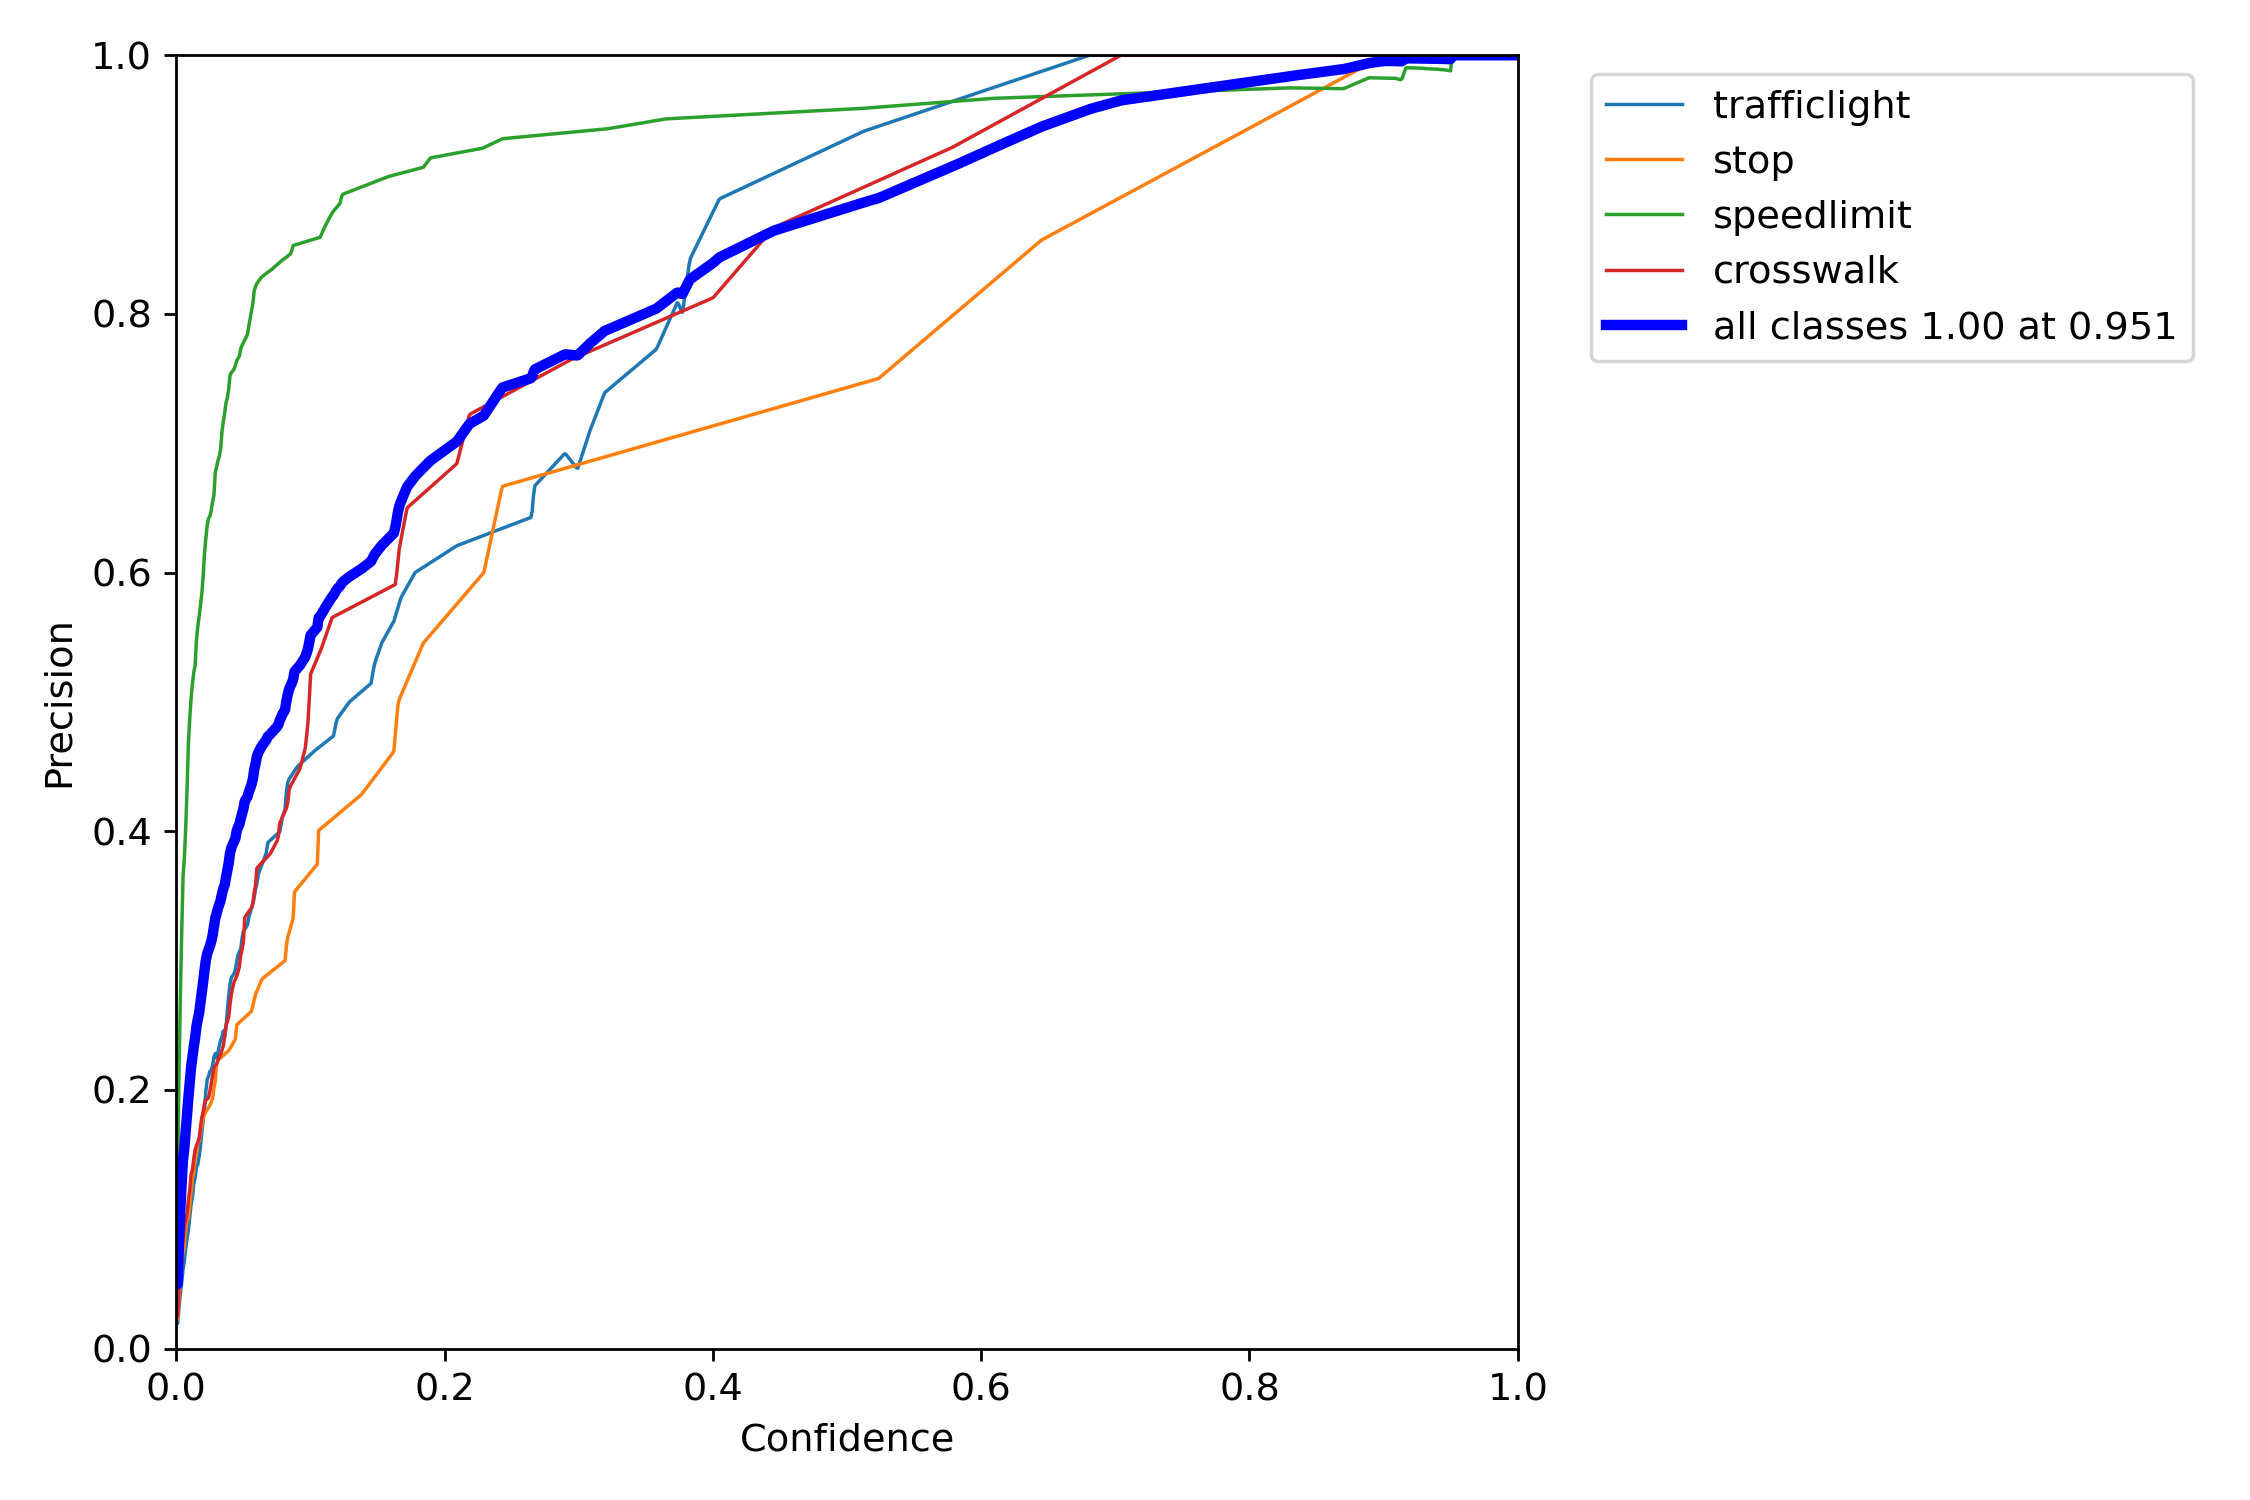 1.0
0.8
0.6
0.4
0.2
0.0
Precision
0.0 0.2 0.4 0.6 0.8 1.0
Confidence
trafficlight
stop
speedlimit
crosswalk
all classes 1.00 at 0.951